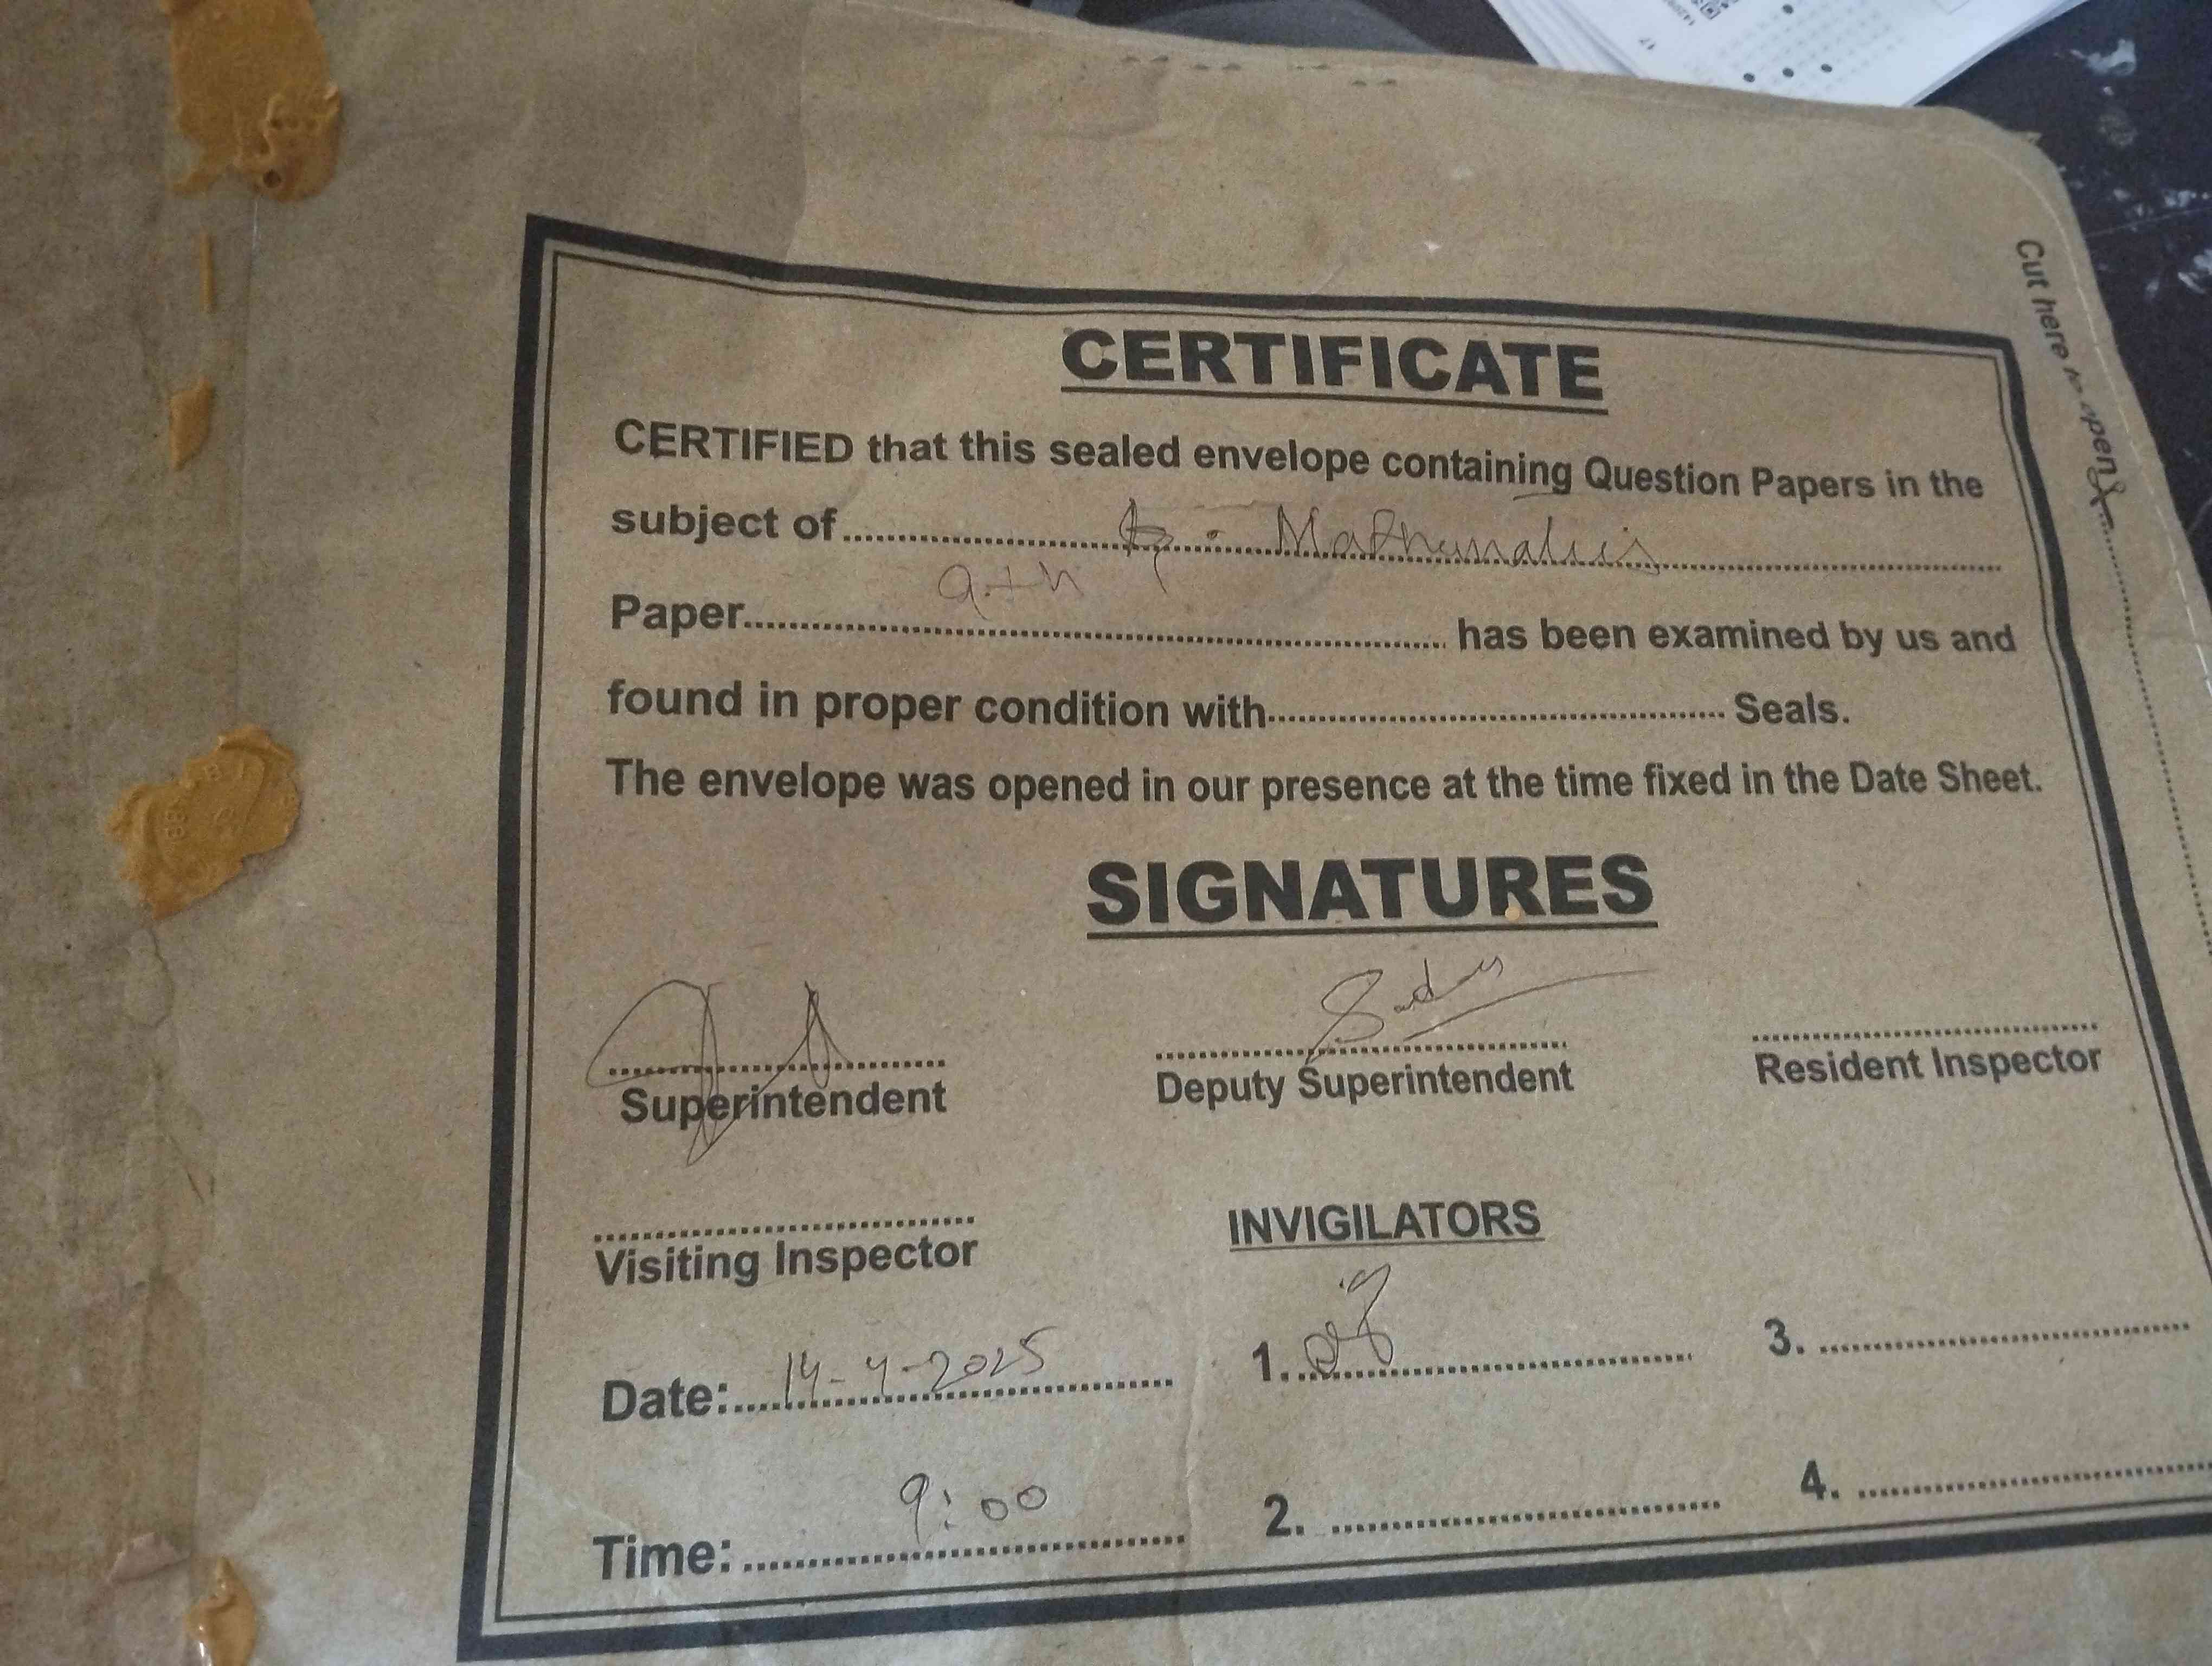 CERTIFICATE
CERTIFIED that this sealed envelope containing Question Papers in the
subject of Mathematics
Paper 9th has been examined by us and
found in proper condition with Seals.
The envelope was opened in our presence at the time fixed in the Date Sheet.
SIGNATURES
Superintendent Deputy Superintendent Resident Inspector
Visiting Inspector INVIGILATORS
Date: 14-4-2025 1. 3.
Time: 9:00 2. 4.
Cut here to open